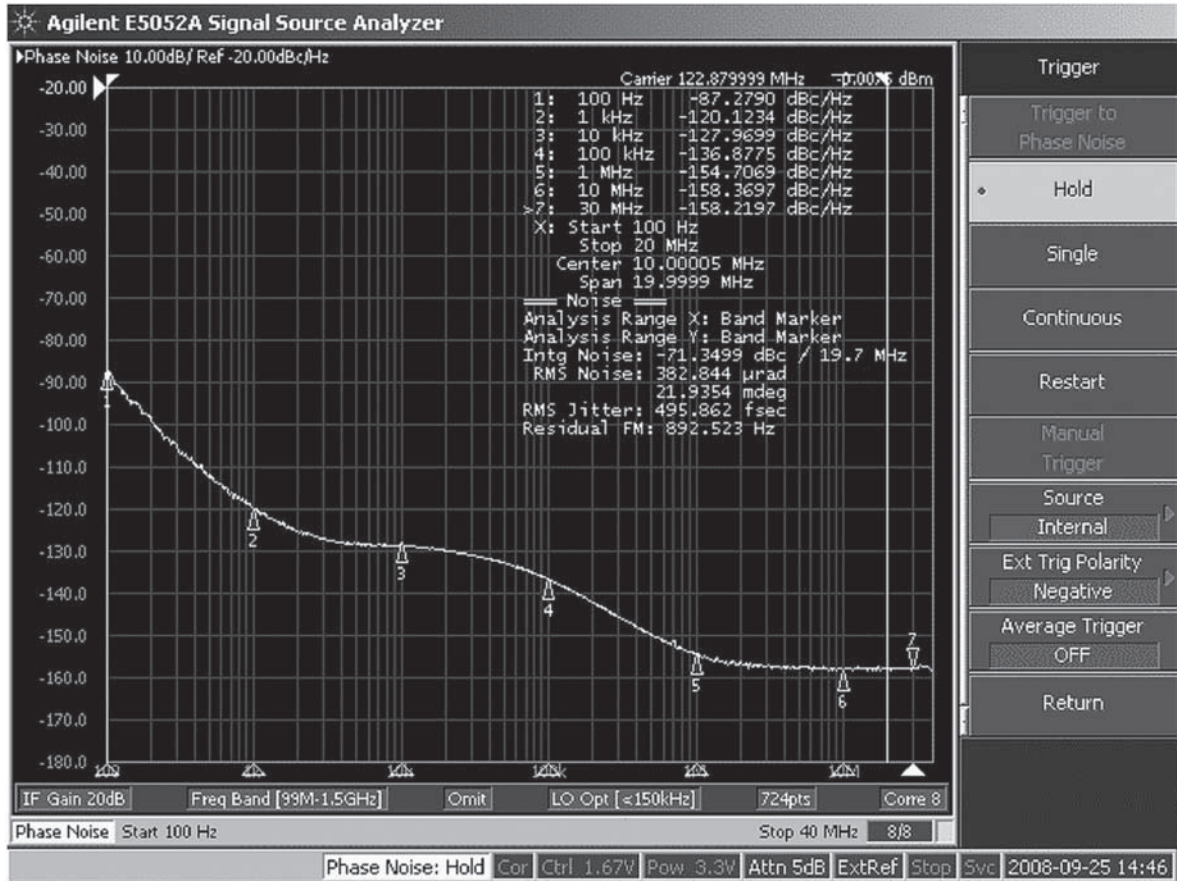 Agilent E5052A Signal Source Analyzer
▶Phase Noise 10.00dB/ Ref -20.00dBc/Hz
Carrier 122.879999 MHz dBm
1: 100 Hz -87.2790 dBc/Hz
2: 1 kHz -120.1234 dBc/Hz
3: 10 kHz -127.9699 dBc/Hz
4: 100 kHz -136.8775 dBc/Hz
5: 1 MHz -154.7069 dBc/Hz
6: 10 MHz -158.3697 dBc/Hz
>7: 30 MHz -158.2197 dBc/Hz
X: Start 100 Hz
Stop 20 MHz
Center 10.00005 MHz
Span 19.9999 MHz
Noise
Analysis Range X: Band Marker
Analysis Range Y: Band Marker
Intg Noise: -71.3499 dBc / 19.7 MHz
RMS Noise: 382.844 µrad
21.9354 mdeg
RMS Jitter: 495.862 fsec
Residual FM: 892.523 Hz
-20.00
-30.00
-40.00
-50.00
-60.00
-70.00
-80.00
-90.00
-100.0
-110.0
-120.0
-130.0
-140.0
-150.0
-160.0
-170.0
-180.0
1
2
3
4
5
6
7
IF Gain 20dB
Freq Band [99M-1.5GHz]
Omit
LO Opt [<150kHz]
724pts
Corre 8
Phase Noise Start 100 Hz
Stop 40 MHz
8/8
Phase Noise: Hold
Cor
Ctrl 1.67V
Pow 3.3V
Attn 5dB
ExtRef
Stop
Svc
2008-09-25 14:46
Trigger
Trigger to
Phase Noise
Hold
Single
Continuous
Restart
Manual
Trigger
Source
Internal
Ext Trig Polarity
Negative
Average Trigger
OFF
Return